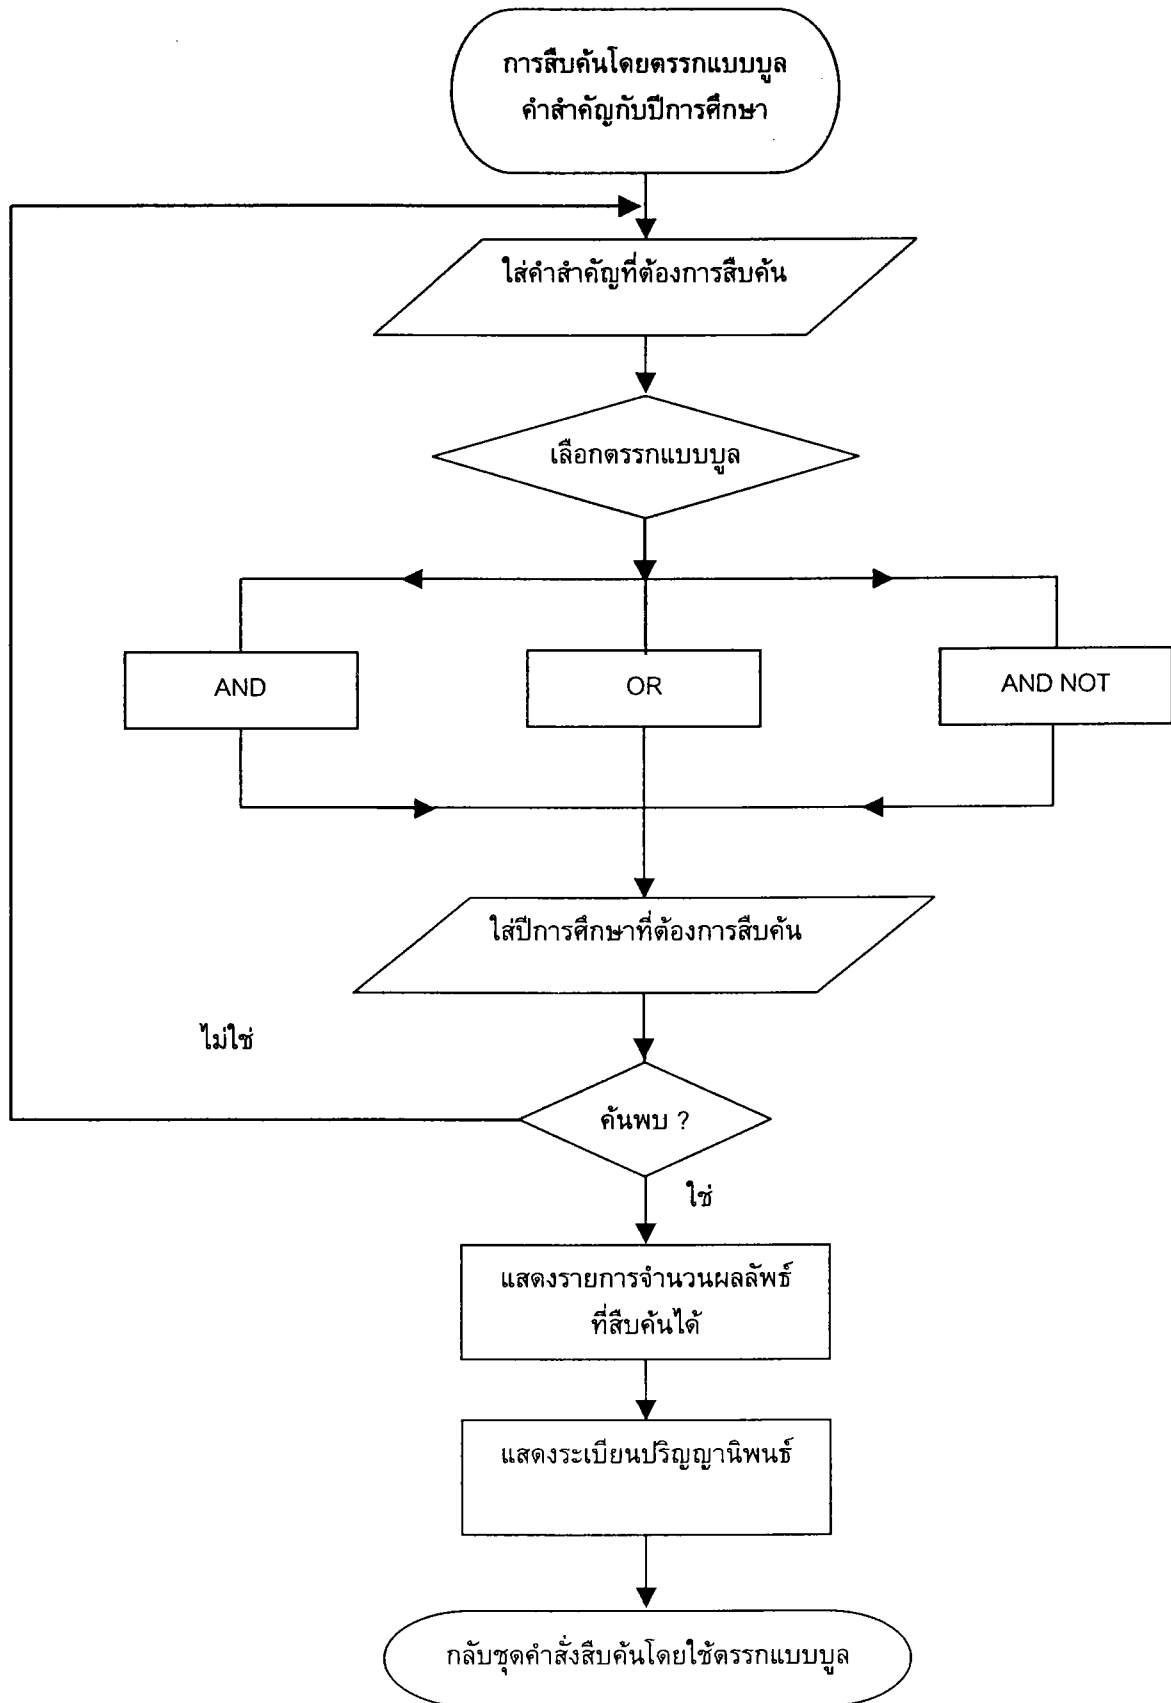 การสืบค้นโดยตรรกแบบบูล
คำสำคัญกับปีการศึกษา
ใส่คำสำคัญที่ต้องการสืบค้น
เลือกตรรกแบบบูล
AND
OR
AND NOT
ใส่ปีการศึกษาที่ต้องการสืบค้น
ไม่ใช่
ค้นพบ ?
ใช่
แสดงรายการจำนวนผลลัพธ์
ที่สืบค้นได้
แสดงระเบียนปริญญานิพนธ์
กลับชุดคำสั่งสืบค้นโดยใช้ตรรกแบบบูล